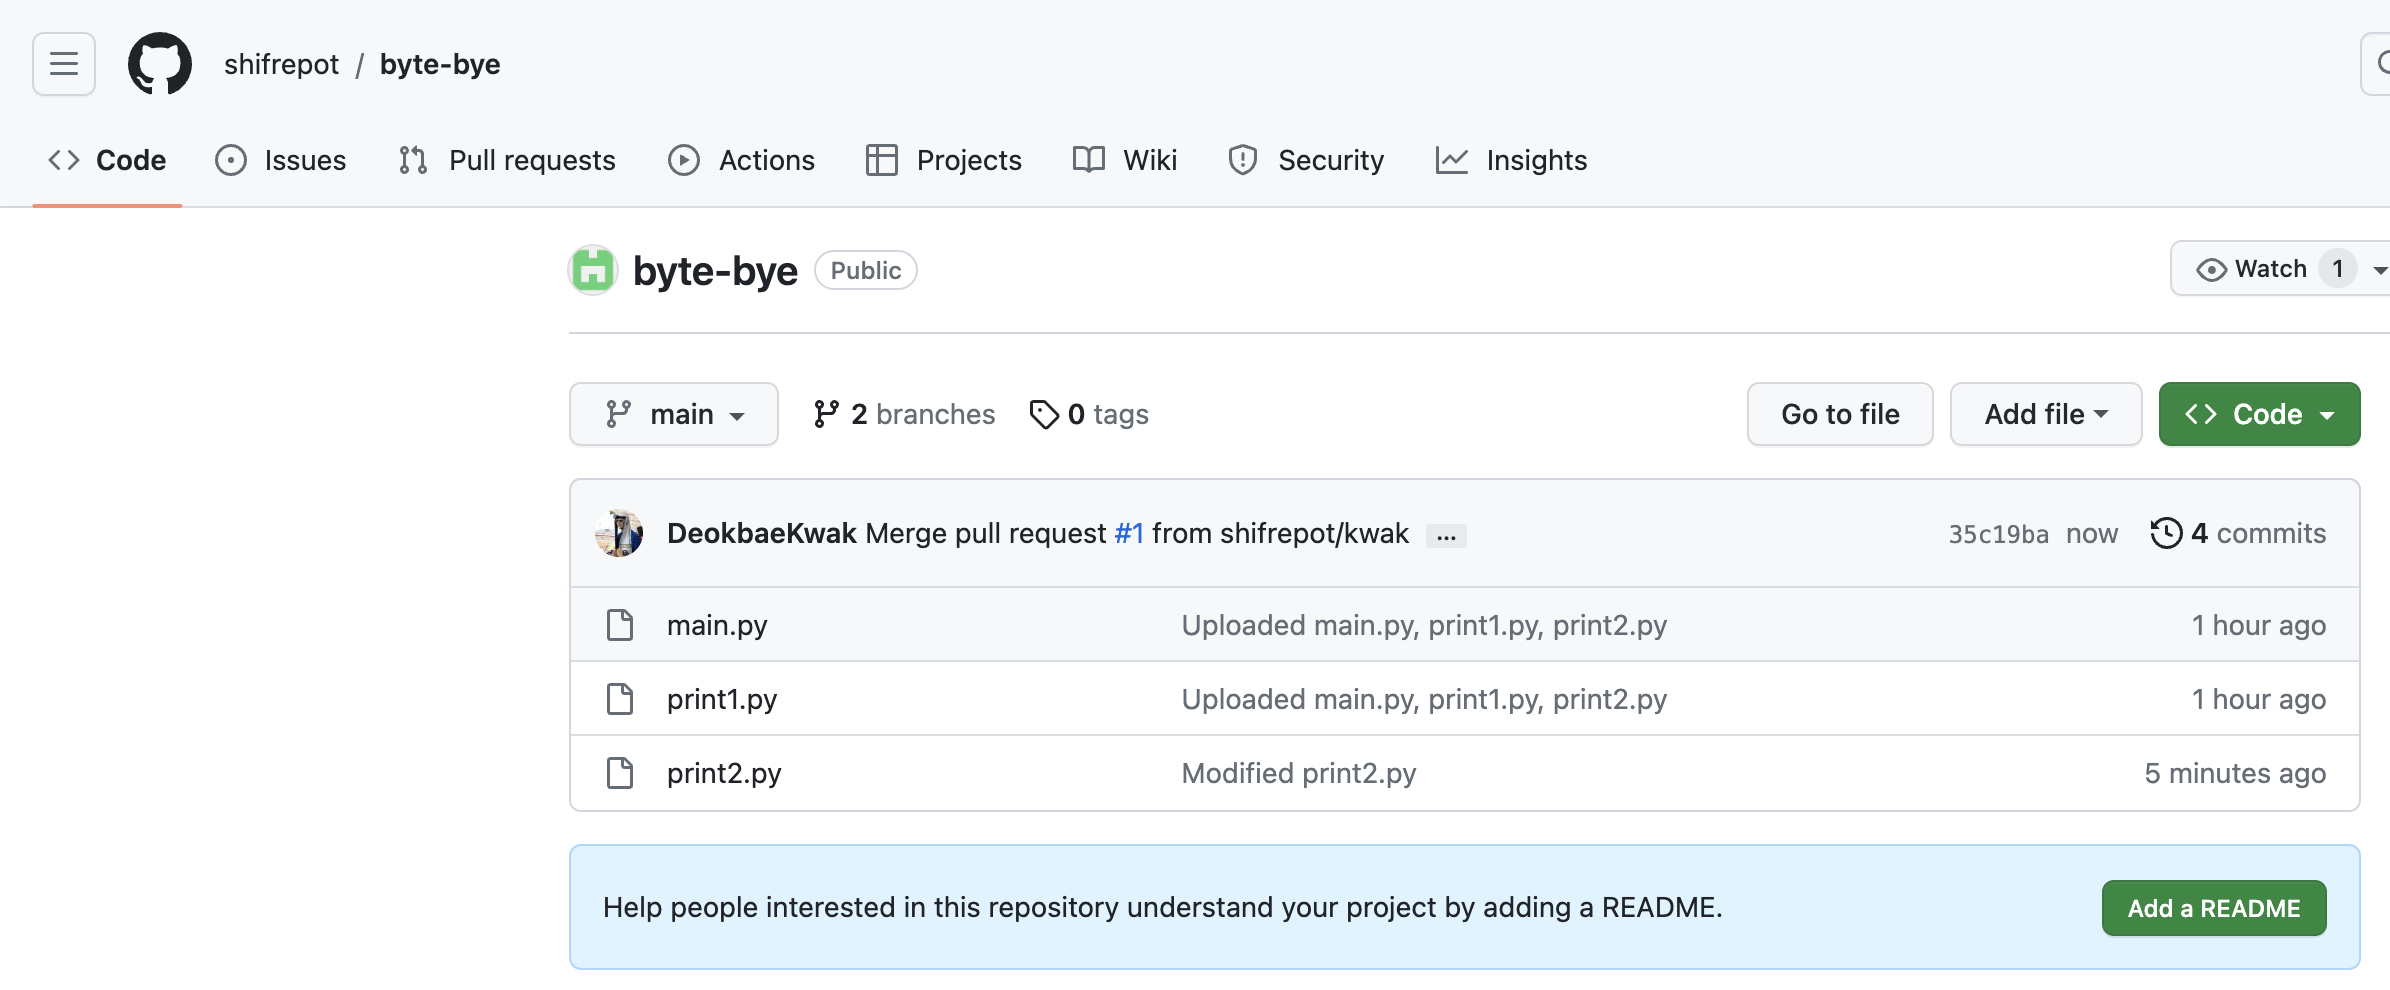 shifrepot / byte-bye
Code Issues Pull requests Actions Projects Wiki Security Insights
byte-bye Public Watch 1
main 2 branches 0 tags Go to file Add file Code
DeokbaeKwak Merge pull request #1 from shifrepot/kwak ... 35c19ba now 4 commits
main.py Uploaded main.py, print1.py, print2.py 1 hour ago
print1.py Uploaded main.py, print1.py, print2.py 1 hour ago
print2.py Modified print2.py 5 minutes ago
Help people interested in this repository understand your project by adding a README. Add a README